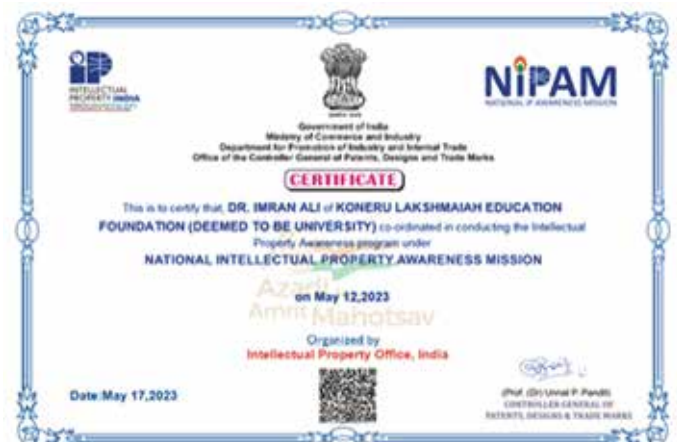 iP
INTELLECTUAL
PROPERTY INDIA
NiPAM
NATIONAL IP AWARENESS MISSION
Government of India
Ministry of Commerce and Industry
Department for Promotion of Industry and Internal Trade
Office of the Controller General of Patents, Designs and Trade Marks
CERTIFICATE
This is to certify that, DR. IMRAN ALI of KONERU LAKSHMAIAH EDUCATION
FOUNDATION (DEEMED TO BE UNIVERSITY) co-ordinated in conducting the Intellectual
Property Awareness program under
NATIONAL INTELLECTUAL PROPERTY AWARENESS MISSION
Azadi
on May 12,2023
Amrit Mahotsav
Organized by
Intellectual Property Office, India
Date:May 17,2023
(Prof. (Dr) Unnat P. Pandit)
CONTROLLER GENERAL OF
PATENTS, DESIGNS & TRADE MARKS